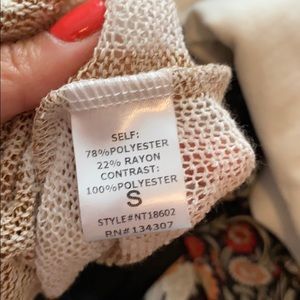 SELF:
78%POLYESTER
22% RAYON
CONTRAST:
100%POLYESTER
S
STYLE#NT18602
RN#134307